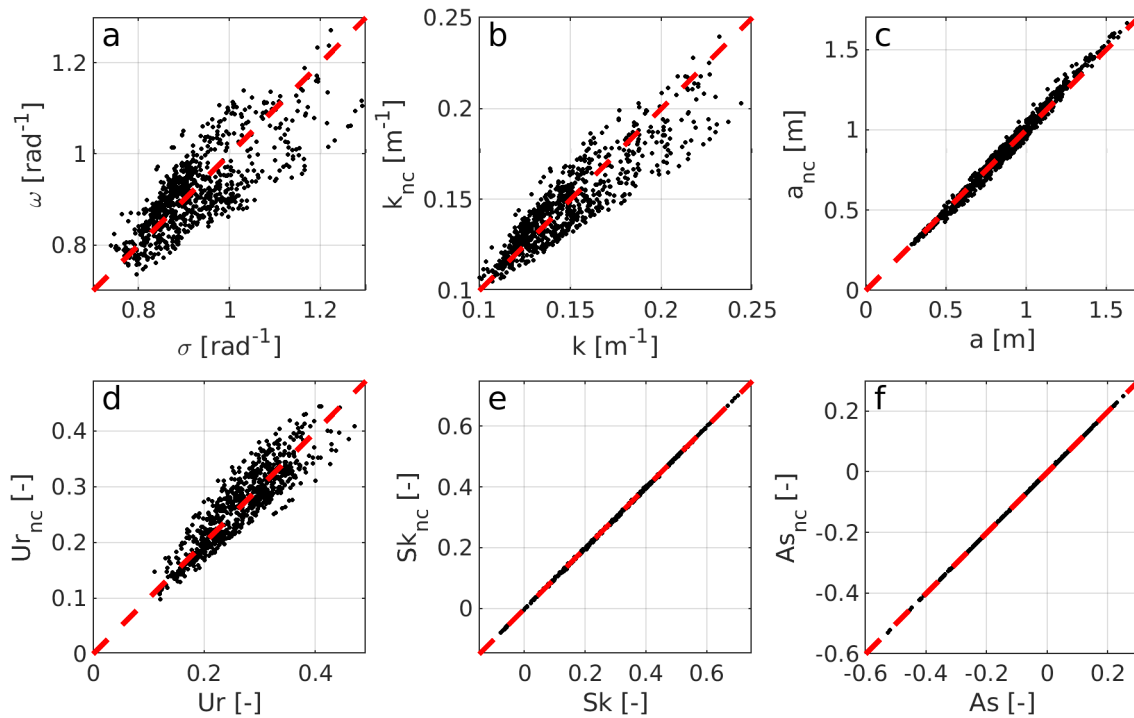 a
1.2
1
0.8
ω [rad⁻¹]
0.8 1 1.2
σ [rad⁻¹]
b
0.25
0.2
0.15
0.1
k_nc [m⁻¹]
0.1 0.15 0.2 0.25
k [m⁻¹]
c
1.5
1
0.5
0
a_nc [m]
0 0.5 1 1.5
a [m]
d
0.4
0.3
0.2
0.1
0
Ur_nc [-]
0 0.2 0.4
Ur [-]
e
0.6
0.4
0.2
0
Sk_nc [-]
0 0.2 0.4 0.6
Sk [-]
f
0.2
0
-0.2
-0.4
-0.6
As_nc [-]
-0.6 -0.4 -0.2 0 0.2
As [-]